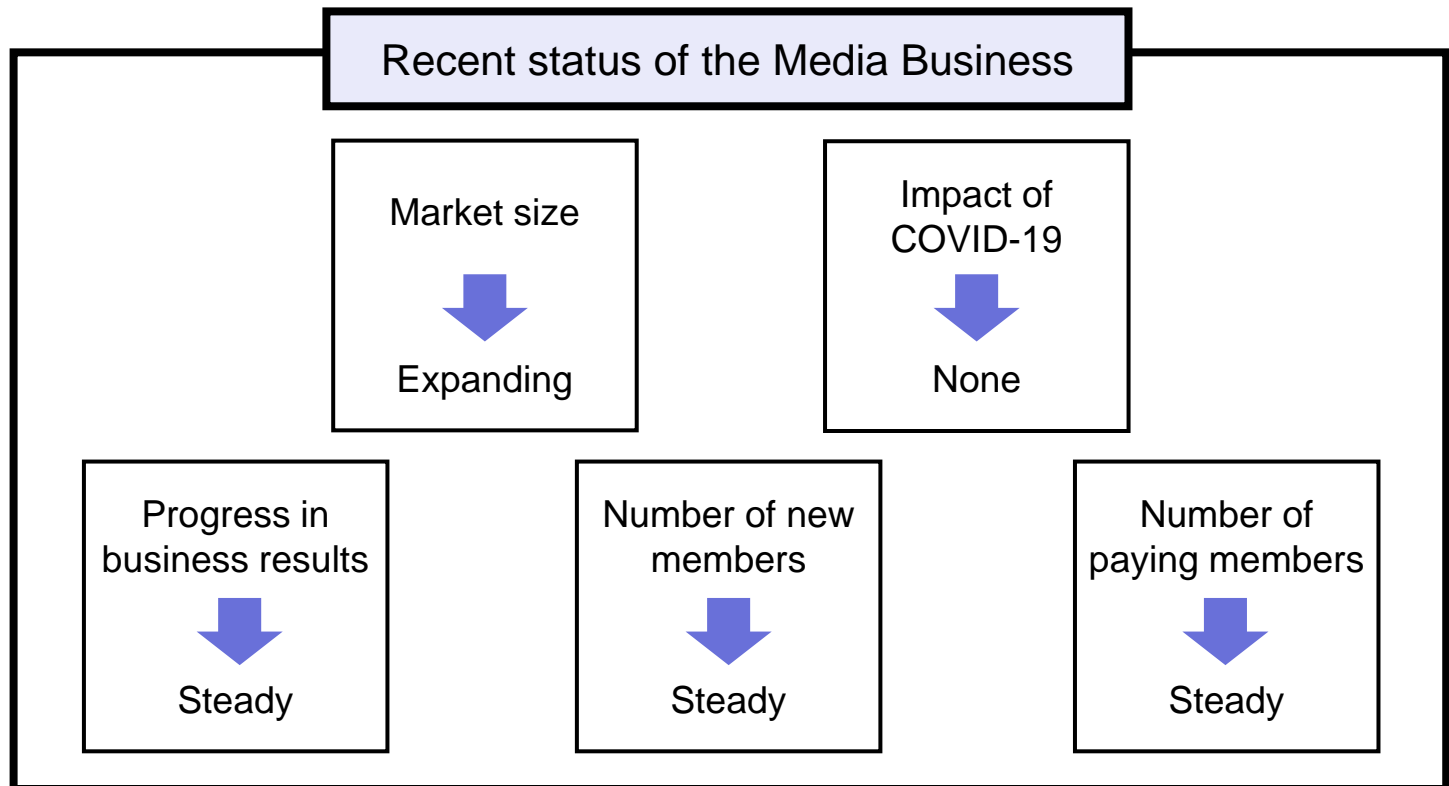 Recent status of the Media Business
Market size
Expanding
Impact of
COVID-19
None
Progress in
business results
Steady
Number of new
members
Steady
Number of
paying members
Steady